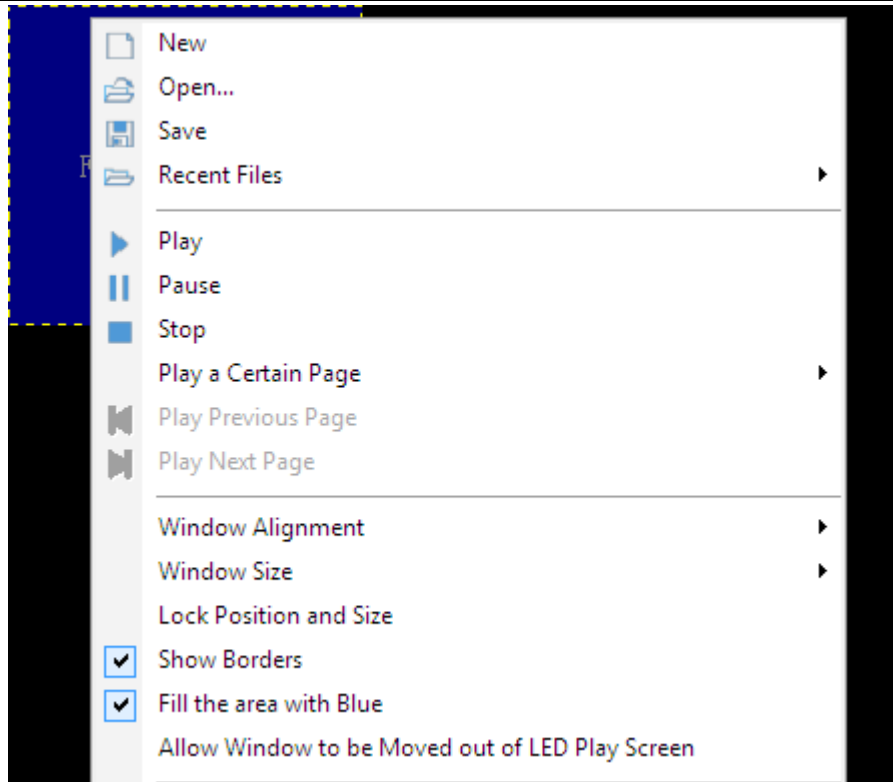 New
Open...
Save
Recent Files
Play
Pause
Stop
Play a Certain Page
Play Previous Page
Play Next Page
Window Alignment
Window Size
Lock Position and Size
Show Borders
Fill the area with Blue
Allow Window to be Moved out of LED Play Screen